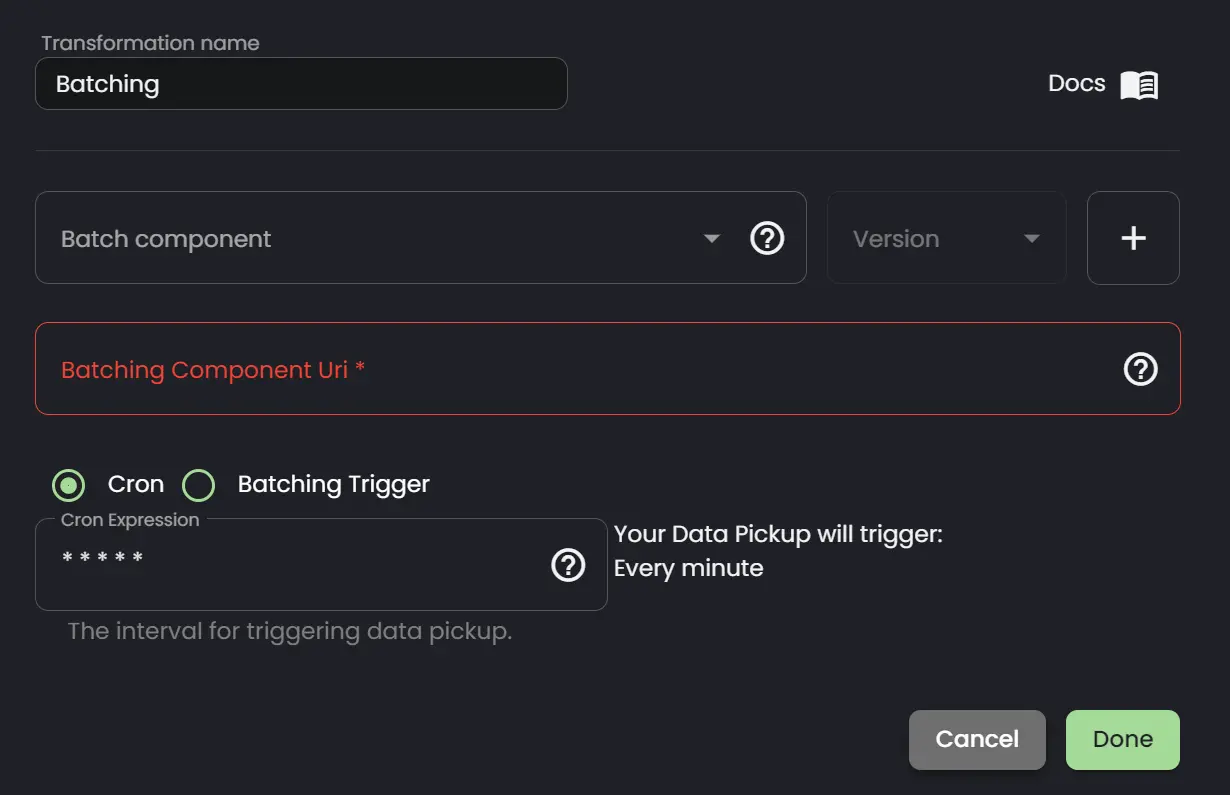 Transformation name
Batching
Docs
Batch component
Version
Batching Component Uri *
Cron
Batching Trigger
Cron Expression
* * * * *
Your Data Pickup will trigger:
Every minute
The interval for triggering data pickup.
Cancel
Done